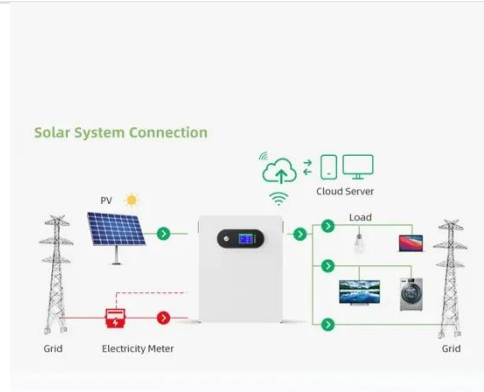 Solar System Connection
Cloud Server
PV
Load
Grid
Electricity Meter
Grid